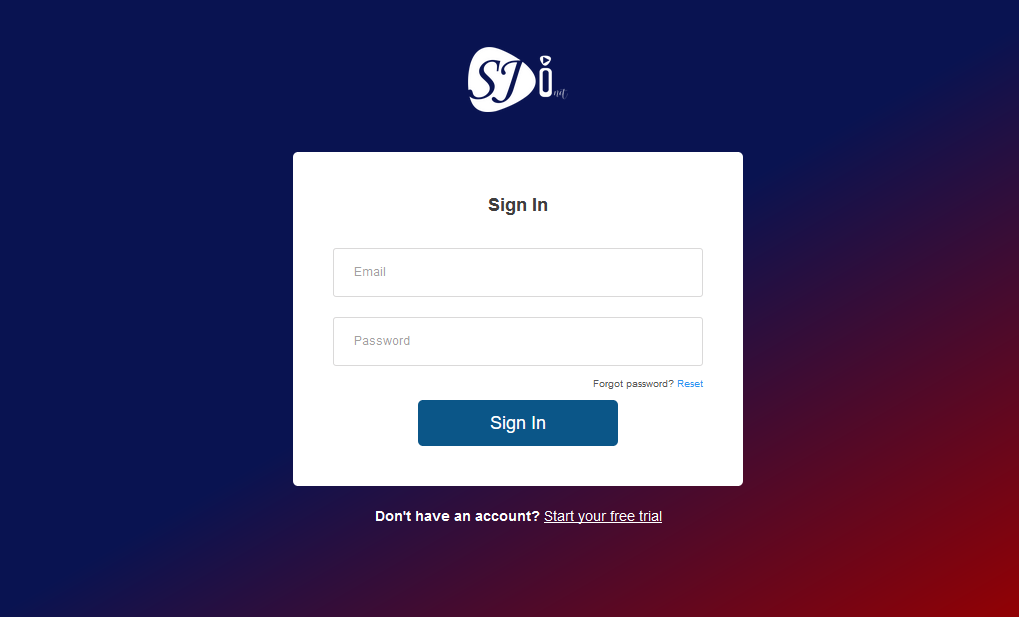 SJ
Sign In
Email
Password
Forgot password? Reset
Sign In
Don't have an account? Start your free trial